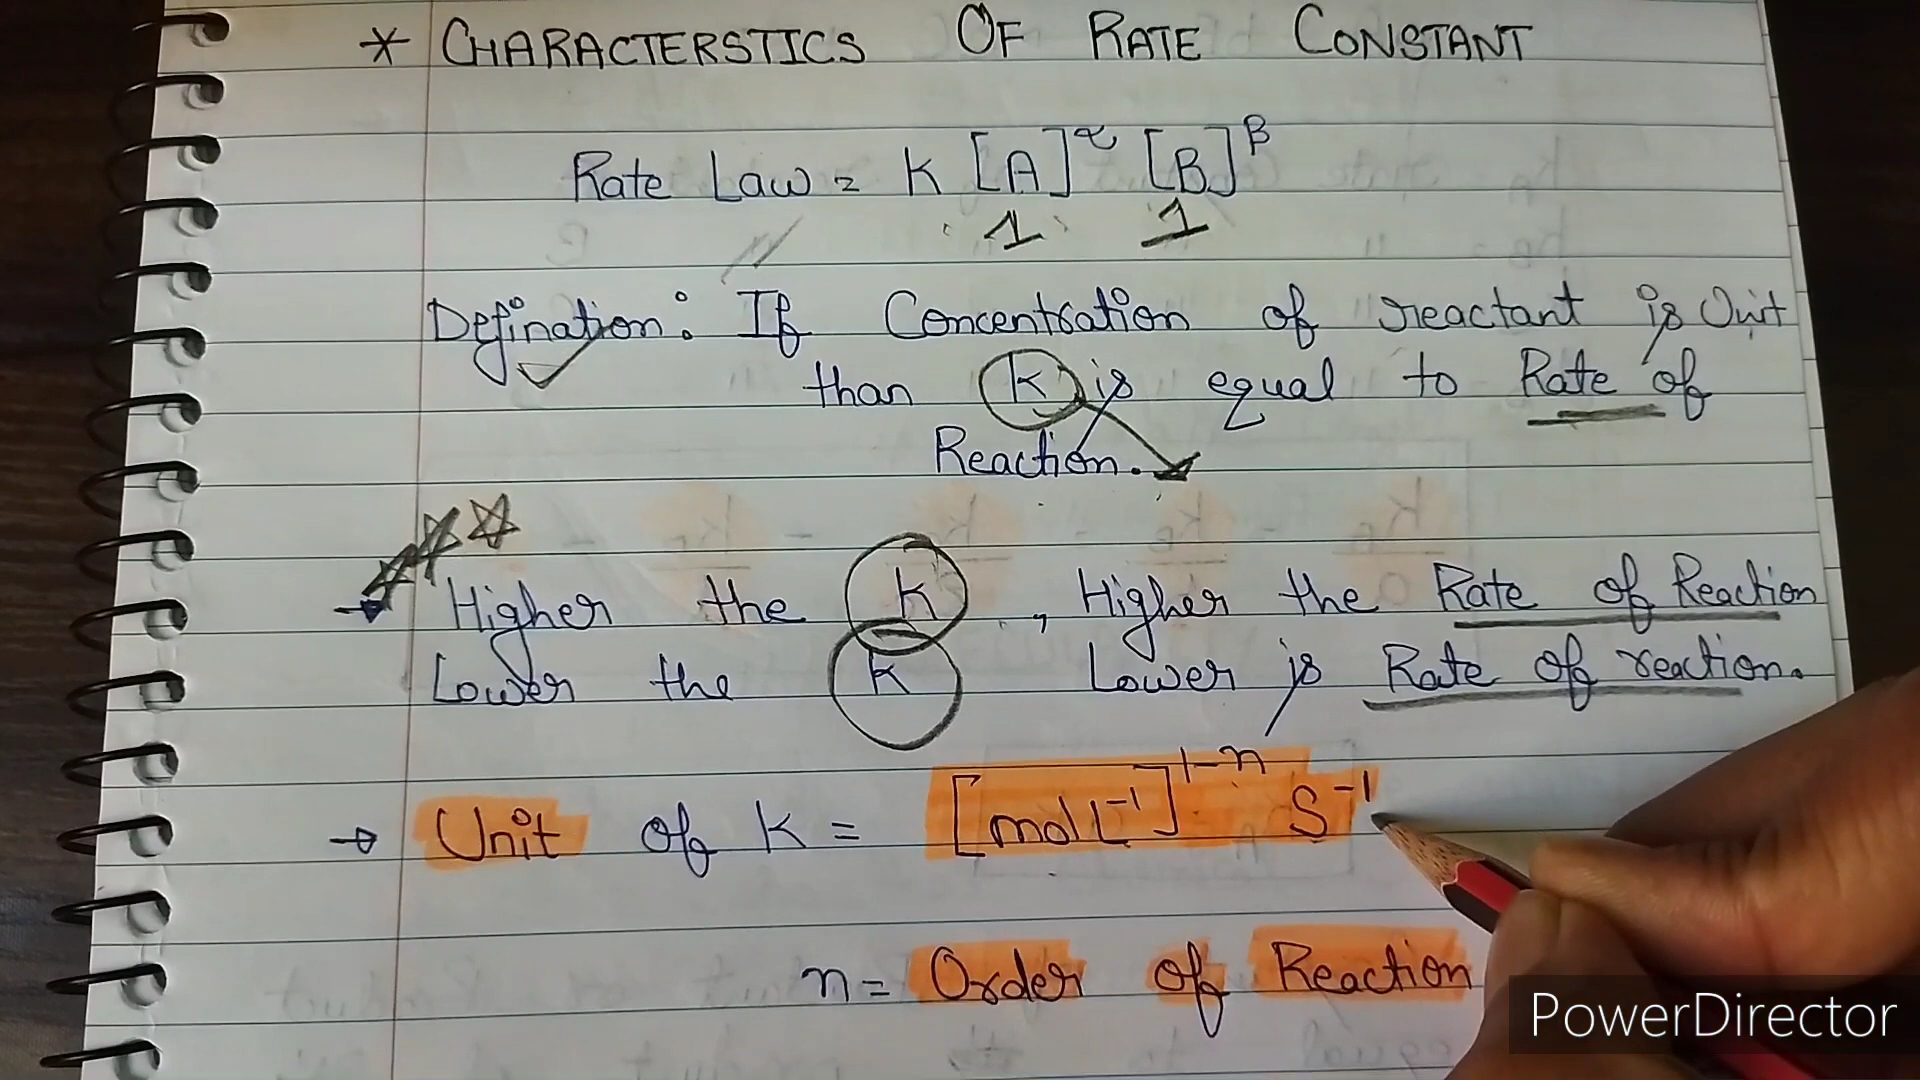 * CHARACTERSTICS OF RATE CONSTANT
Rate Law = K [A]^α [B]^β
1 1
Defination: If Concentration of reactant is Unit
than k is equal to Rate of
Reaction.
→ Higher the k, Higher the Rate of Reaction
Lower the k Lower is Rate of reaction.
→ Unit of K = [mol L⁻¹]^1-n S⁻¹
n = Order of Reaction
PowerDirector